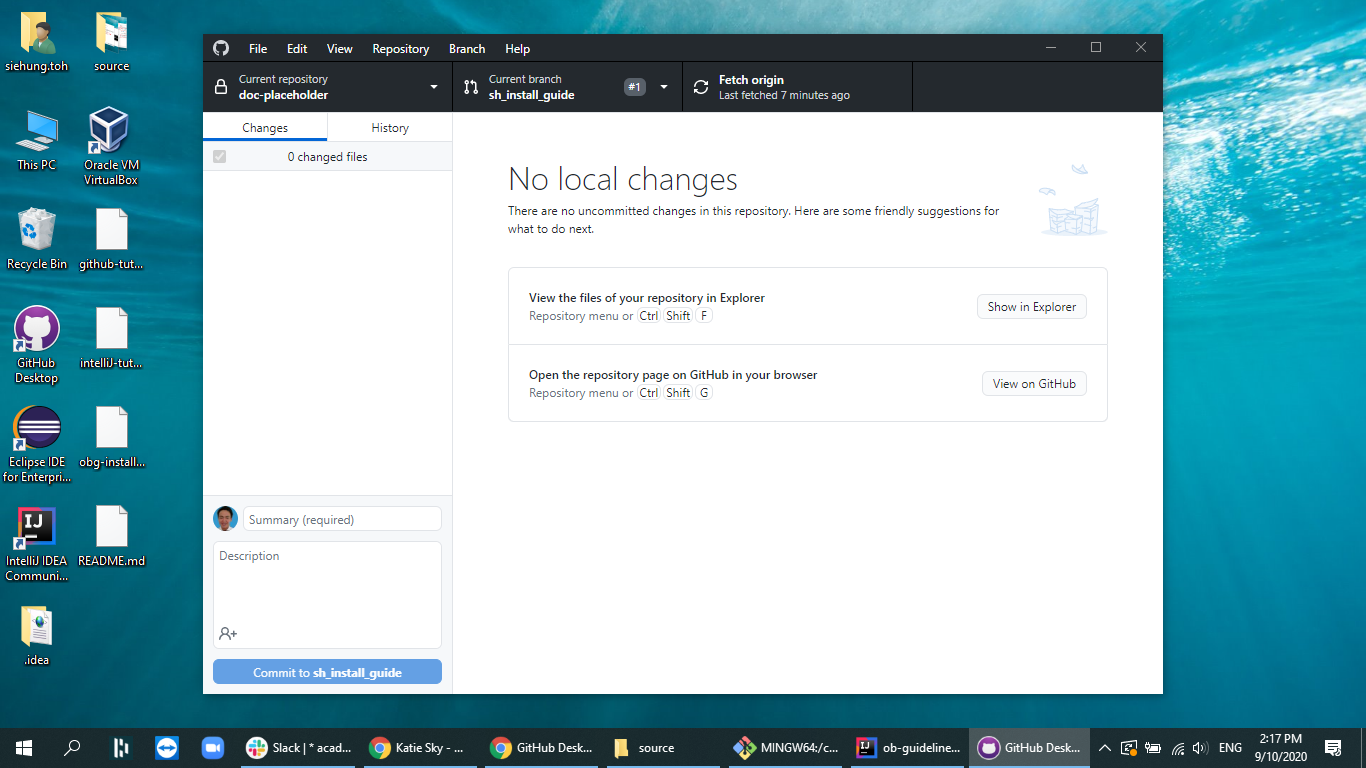 siehung.toh
source
This PC
Oracle VM
VirtualBox
Recycle Bin
github-tut...
GitHub
Desktop
intelliJ-tut...
Eclipse IDE
for Enterpri...
obg-install...
IJ
IntelliJ IDEA
Communi...
README.md
.idea
File Edit View Repository Branch Help
Current repository
doc-placeholder
Current branch
sh_install_guide
#1
Fetch origin
Last fetched 7 minutes ago
Changes
History
0 changed files
Summary (required)
Description
Commit to sh_install_guide
No local changes
There are no uncommitted changes in this repository. Here are some friendly suggestions for
what to do next.
View the files of your repository in Explorer
Repository menu or Ctrl Shift F
Show in Explorer
Open the repository page on GitHub in your browser
Repository menu or Ctrl Shift G
View on GitHub
Slack | * acad...
Katie Sky - ...
GitHub Desk...
source
MINGW64:/c...
IJ
ob-guideline...
GitHub Desk...
ENG
2:17 PM
9/10/2020